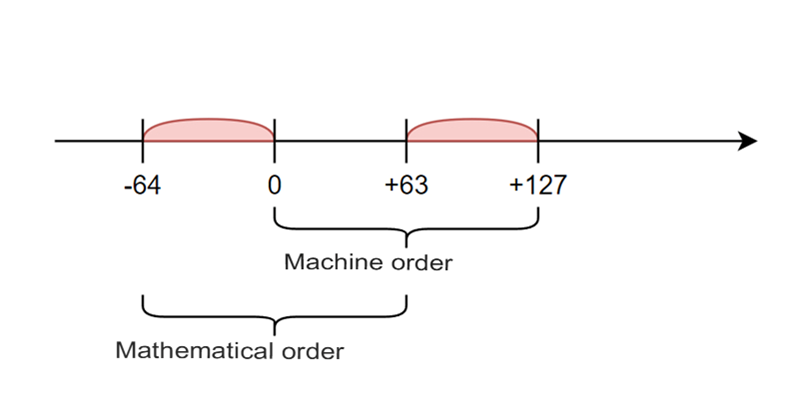 -64 0 +63 +127
Machine order
Mathematical order